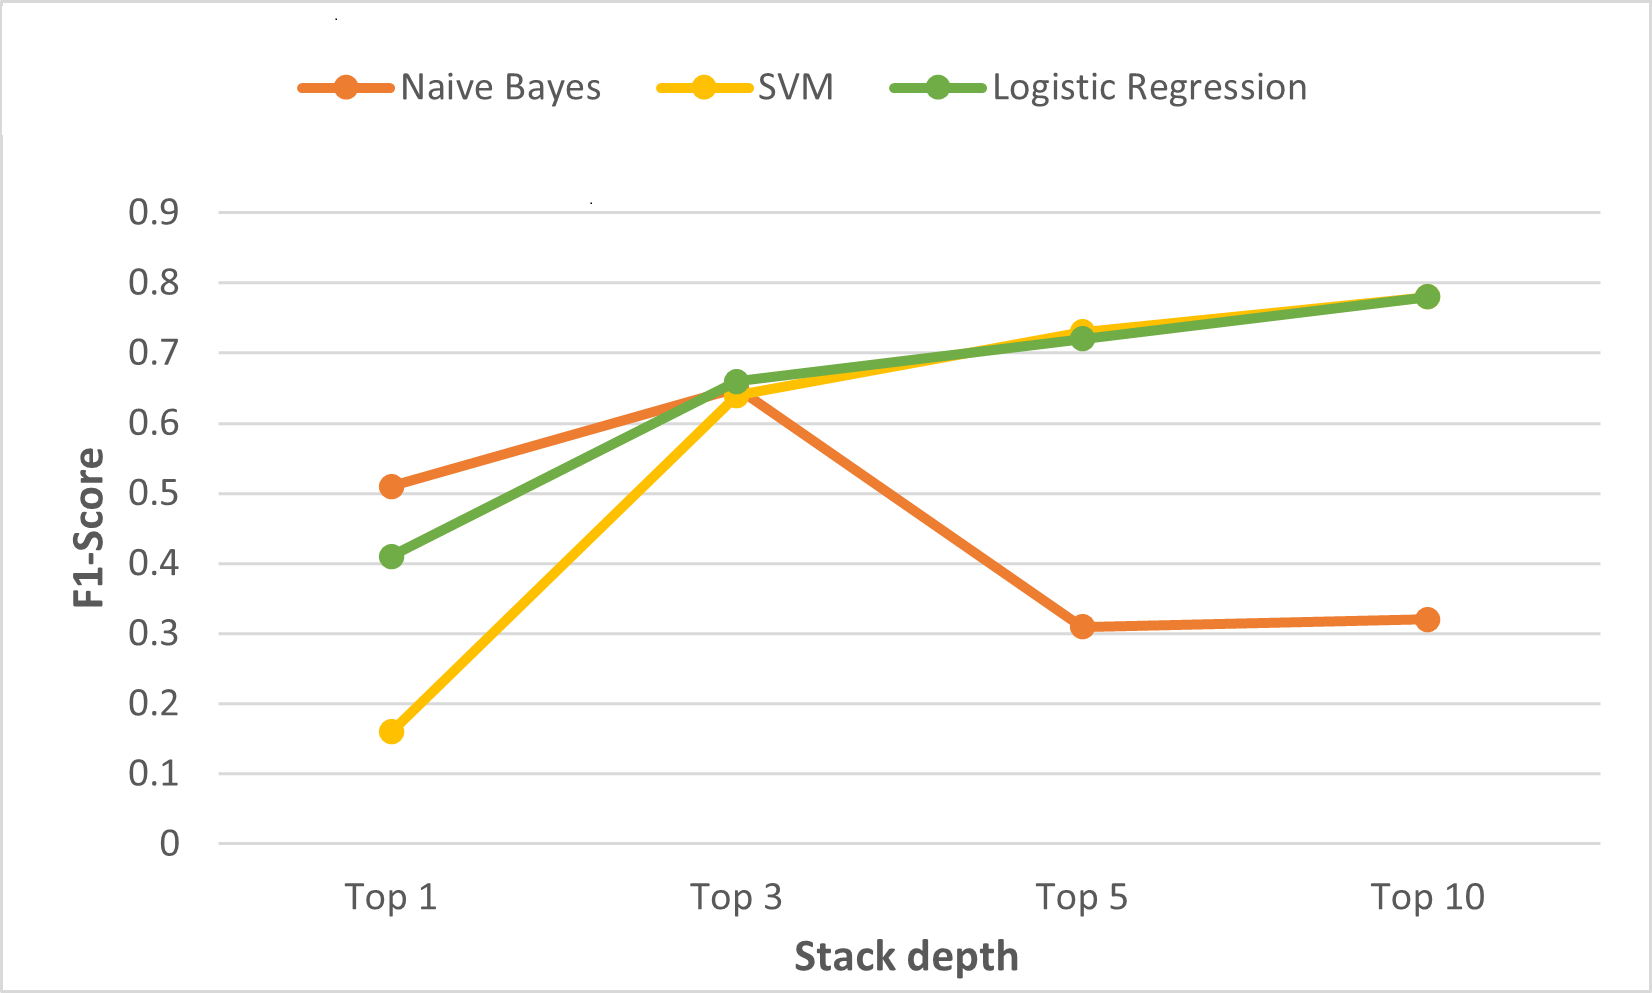 Naive Bayes SVM Logistic Regression
0.9
0.8
0.7
0.6
0.5
0.4
0.3
0.2
0.1
0
F1-Score
Top 1 Top 3 Top 5 Top 10
Stack depth